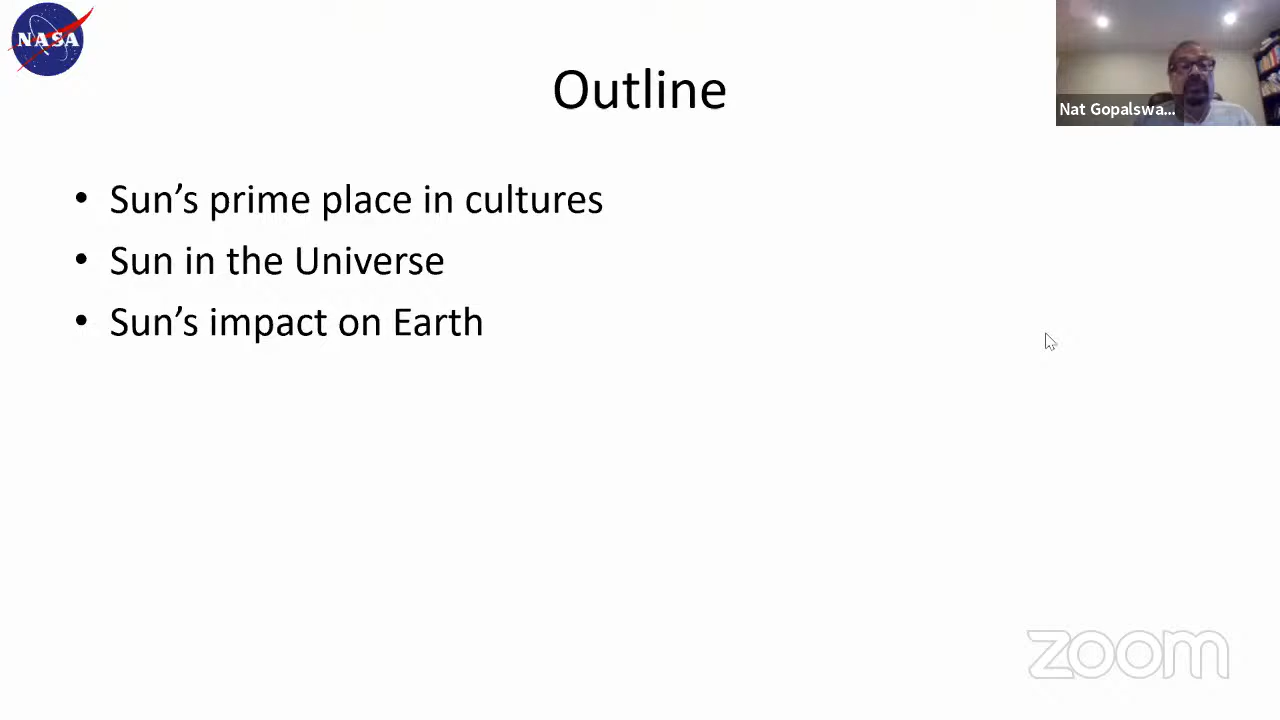 NASA
Outline
Nat Gopalswa...
• Sun's prime place in cultures
• Sun in the Universe
• Sun's impact on Earth
zoom